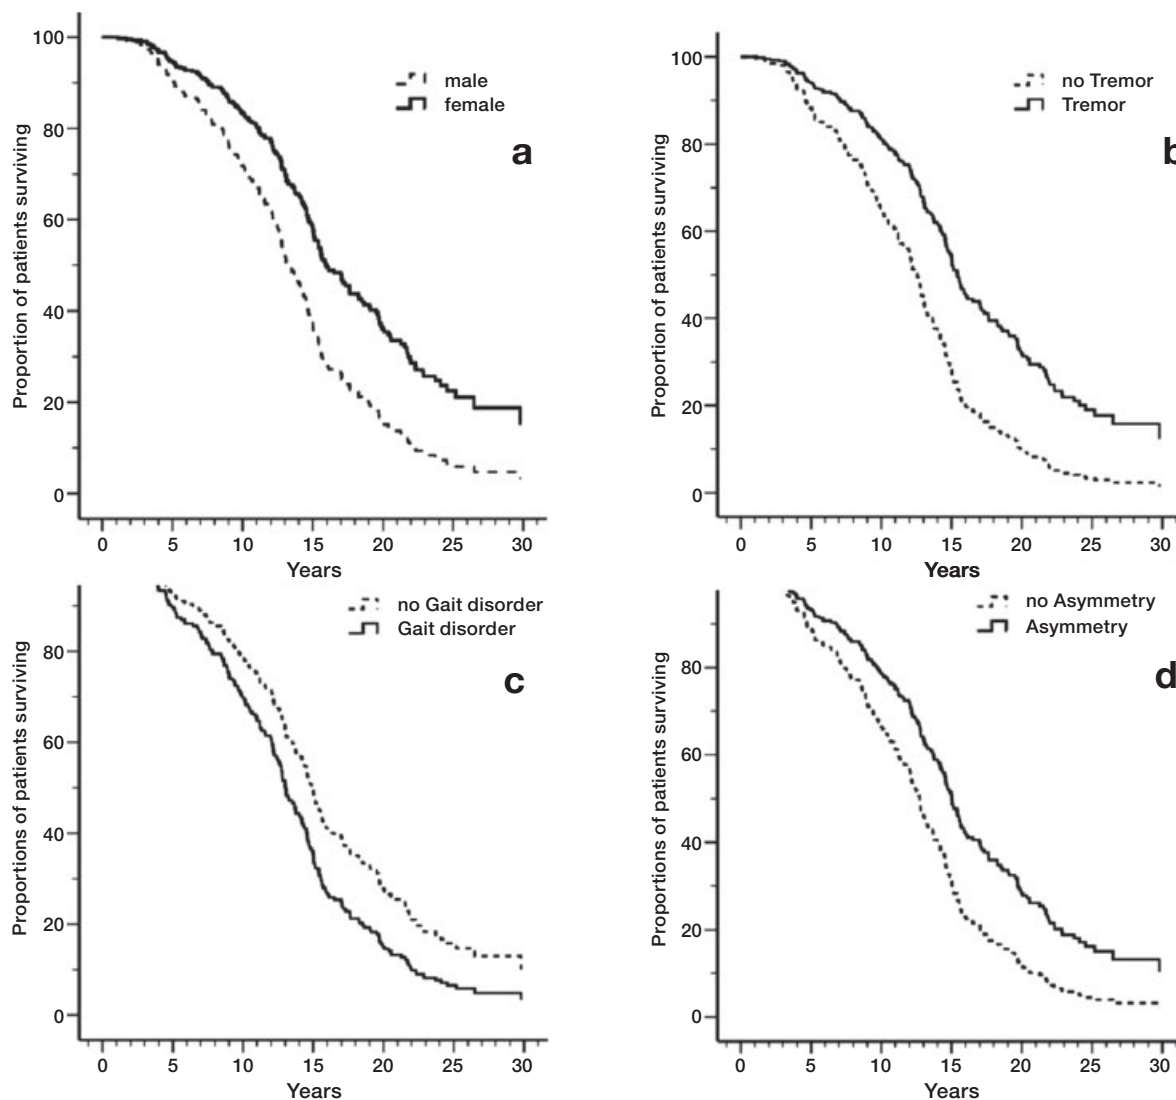 Proportion of patients surviving
100
80
60
40
20
0
male
female
a
0 5 10 15 20 25 30
Years
Proportion of patients surviving
100
80
60
40
20
0
no Tremor
Tremor
b
0 5 10 15 20 25 30
Years
Proportions of patients surviving
80
60
40
20
0
no Gait disorder
Gait disorder
c
0 5 10 15 20 25 30
Years
Proportions of patients surviving
80
60
40
20
0
no Asymmetry
Asymmetry
d
0 5 10 15 20 25 30
Years